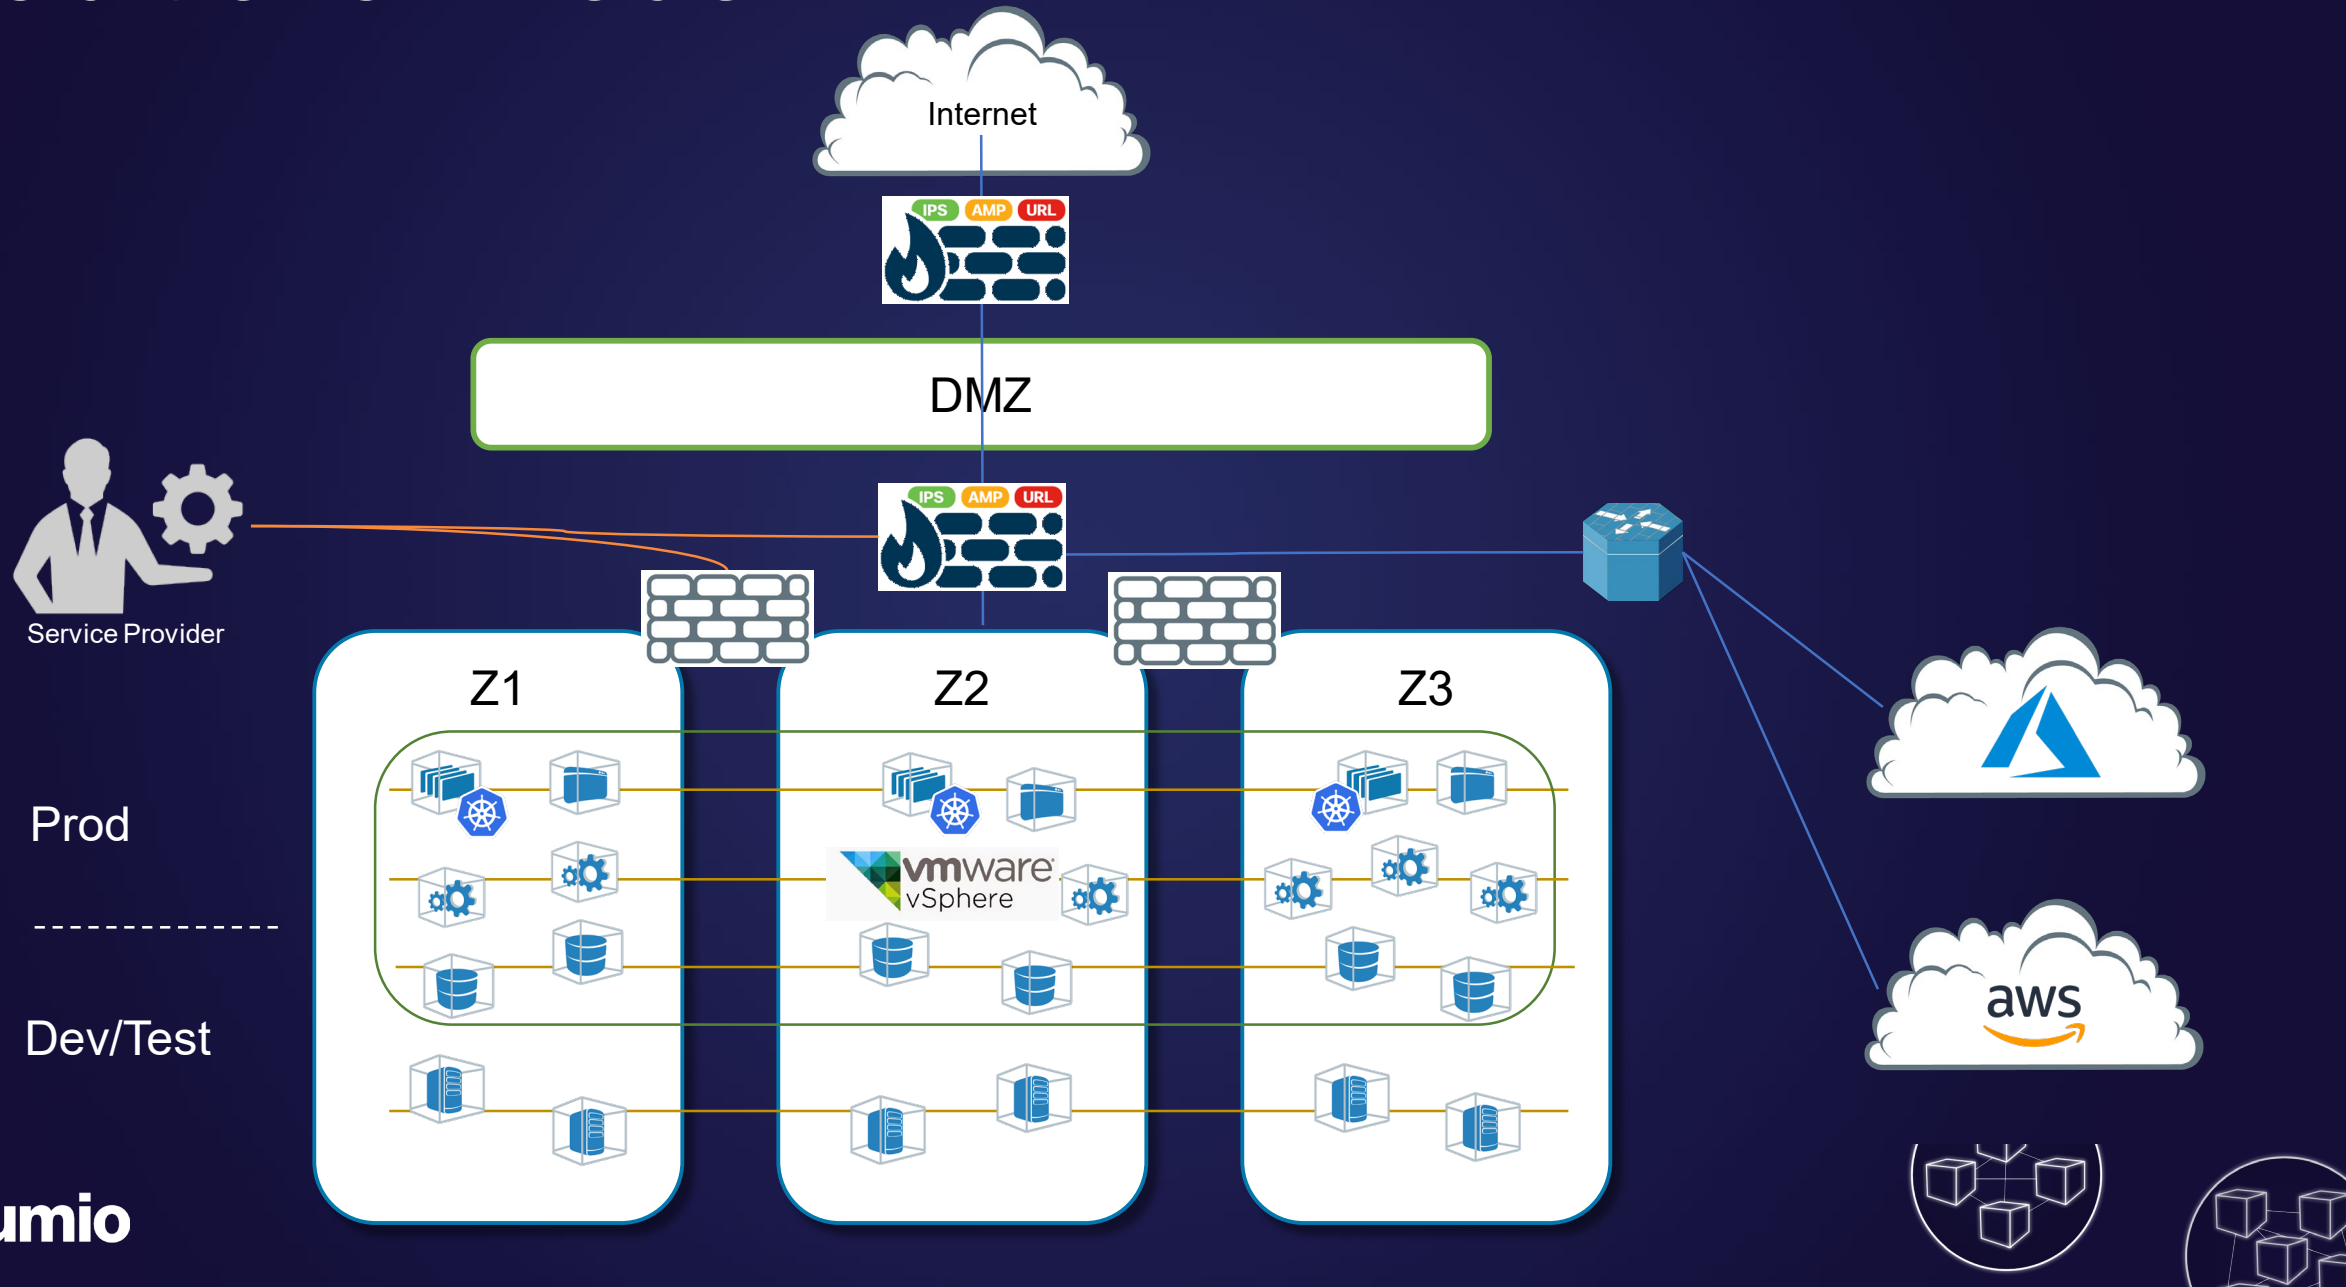 Internet
IPS AMP URL
DMZ
IPS AMP URL
Service Provider
Z1
Z2
Z3
Prod
vmware
vSphere
Dev/Test
aws
umio